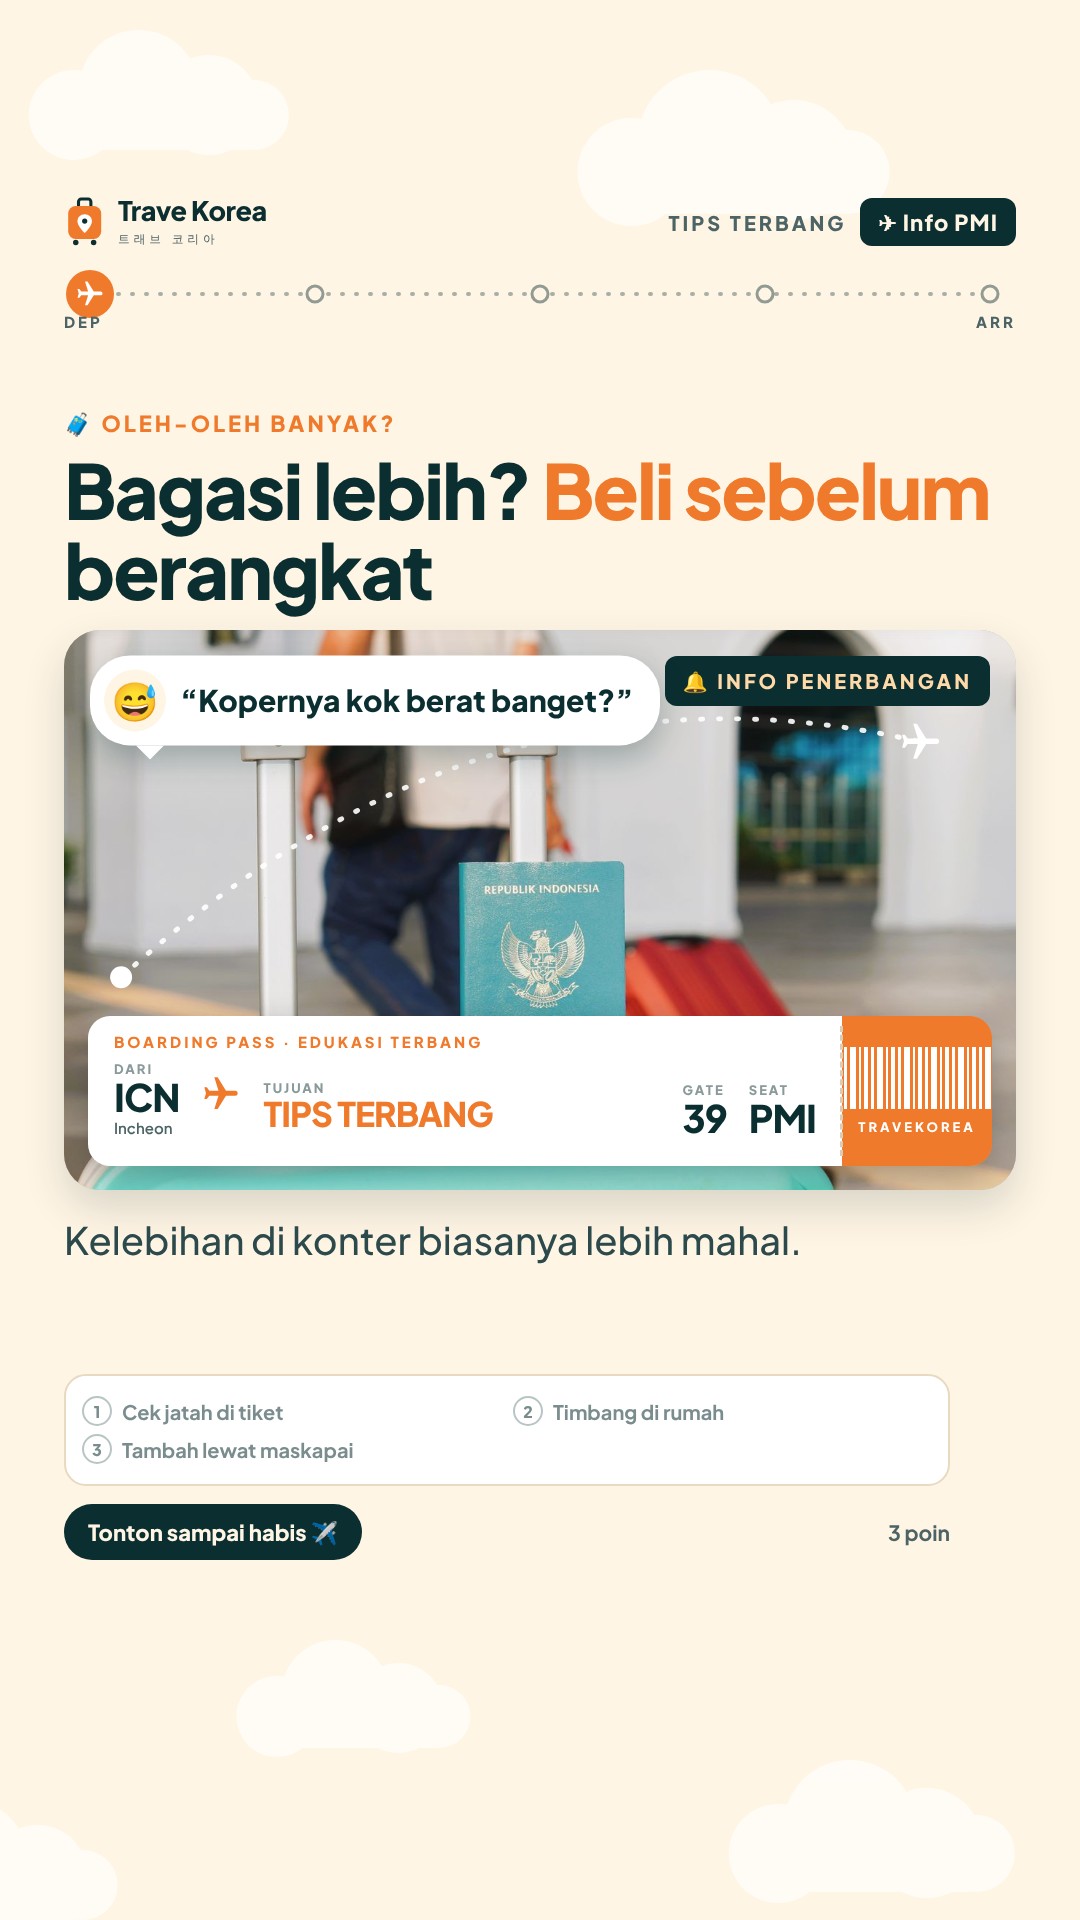 Trave Korea
트래브 코리아
TIPS TERBANG
✈ Info PMI
DEP
ARR
🧳 OLEH-OLEH BANYAK?
Bagasi lebih? Beli sebelum
berangkat
😅 “Kopernya kok berat banget?”
🔔 INFO PENERBANGAN
REPUBLIK INDONESIA
BOARDING PASS · EDUKASI TERBANG
DARI
ICN
Incheon
TUJUAN
TIPS TERBANG
GATE
39
SEAT
PMI
TRAVEKOREA
Kelebihan di konter biasanya lebih mahal.
1 Cek jatah di tiket
2 Timbang di rumah
3 Tambah lewat maskapai
Tonton sampai habis ✈️
3 poin